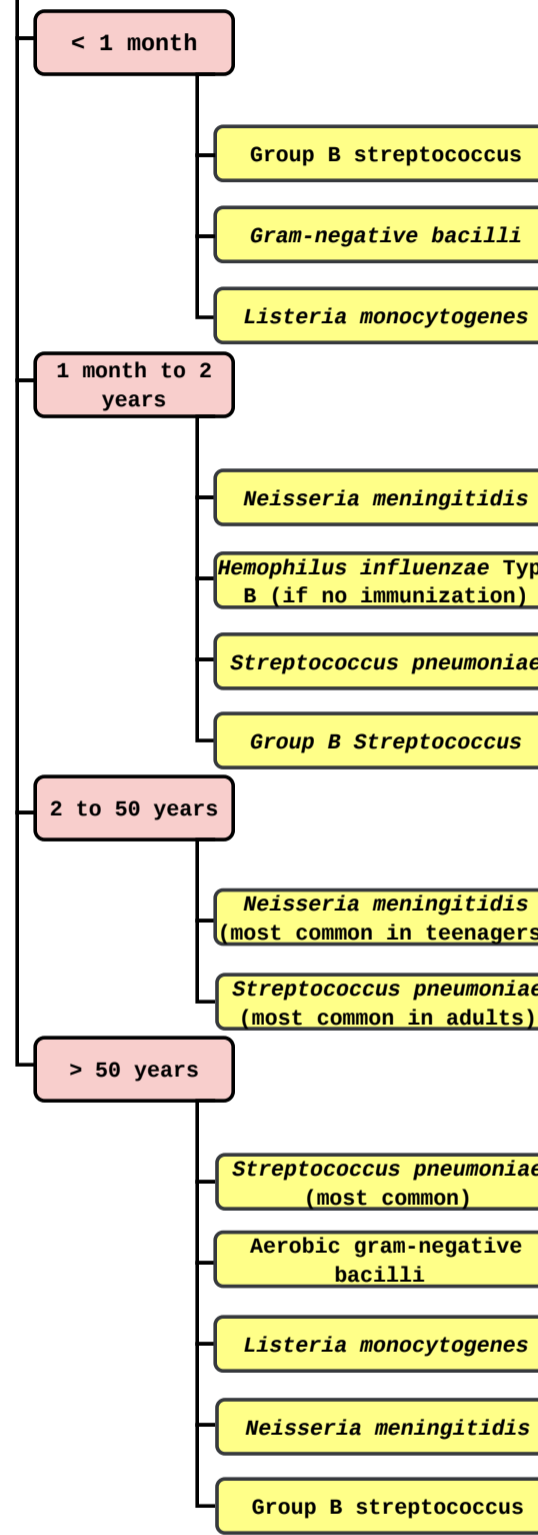 < 1 month
Group B streptococcus
Gram-negative bacilli
Listeria monocytogenes
1 month to 2
years
Neisseria meningitidis
Hemophilus influenzae Typ
B (if no immunization)
Streptococcus pneumoniae
Group B Streptococcus
2 to 50 years
Neisseria meningitidis
(most common in teenagers
Streptococcus pneumoniae
(most common in adults)
> 50 years
Streptococcus pneumoniae
(most common)
Aerobic gram-negative
bacilli
Listeria monocytogenes
Neisseria meningitidis
Group B streptococcus